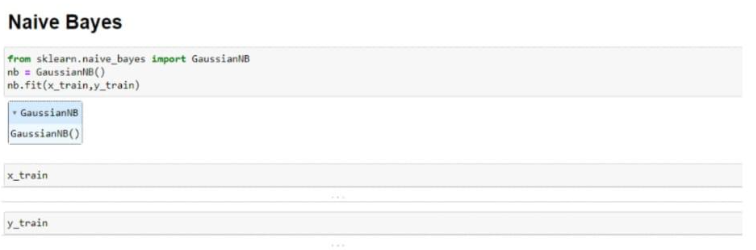 Naive Bayes
from sklearn.naive_bayes import GaussianNB
nb = GaussianNB()
nb.fit(x_train,y_train)
▾ GaussianNB
GaussianNB()
x_train
...
y_train
...